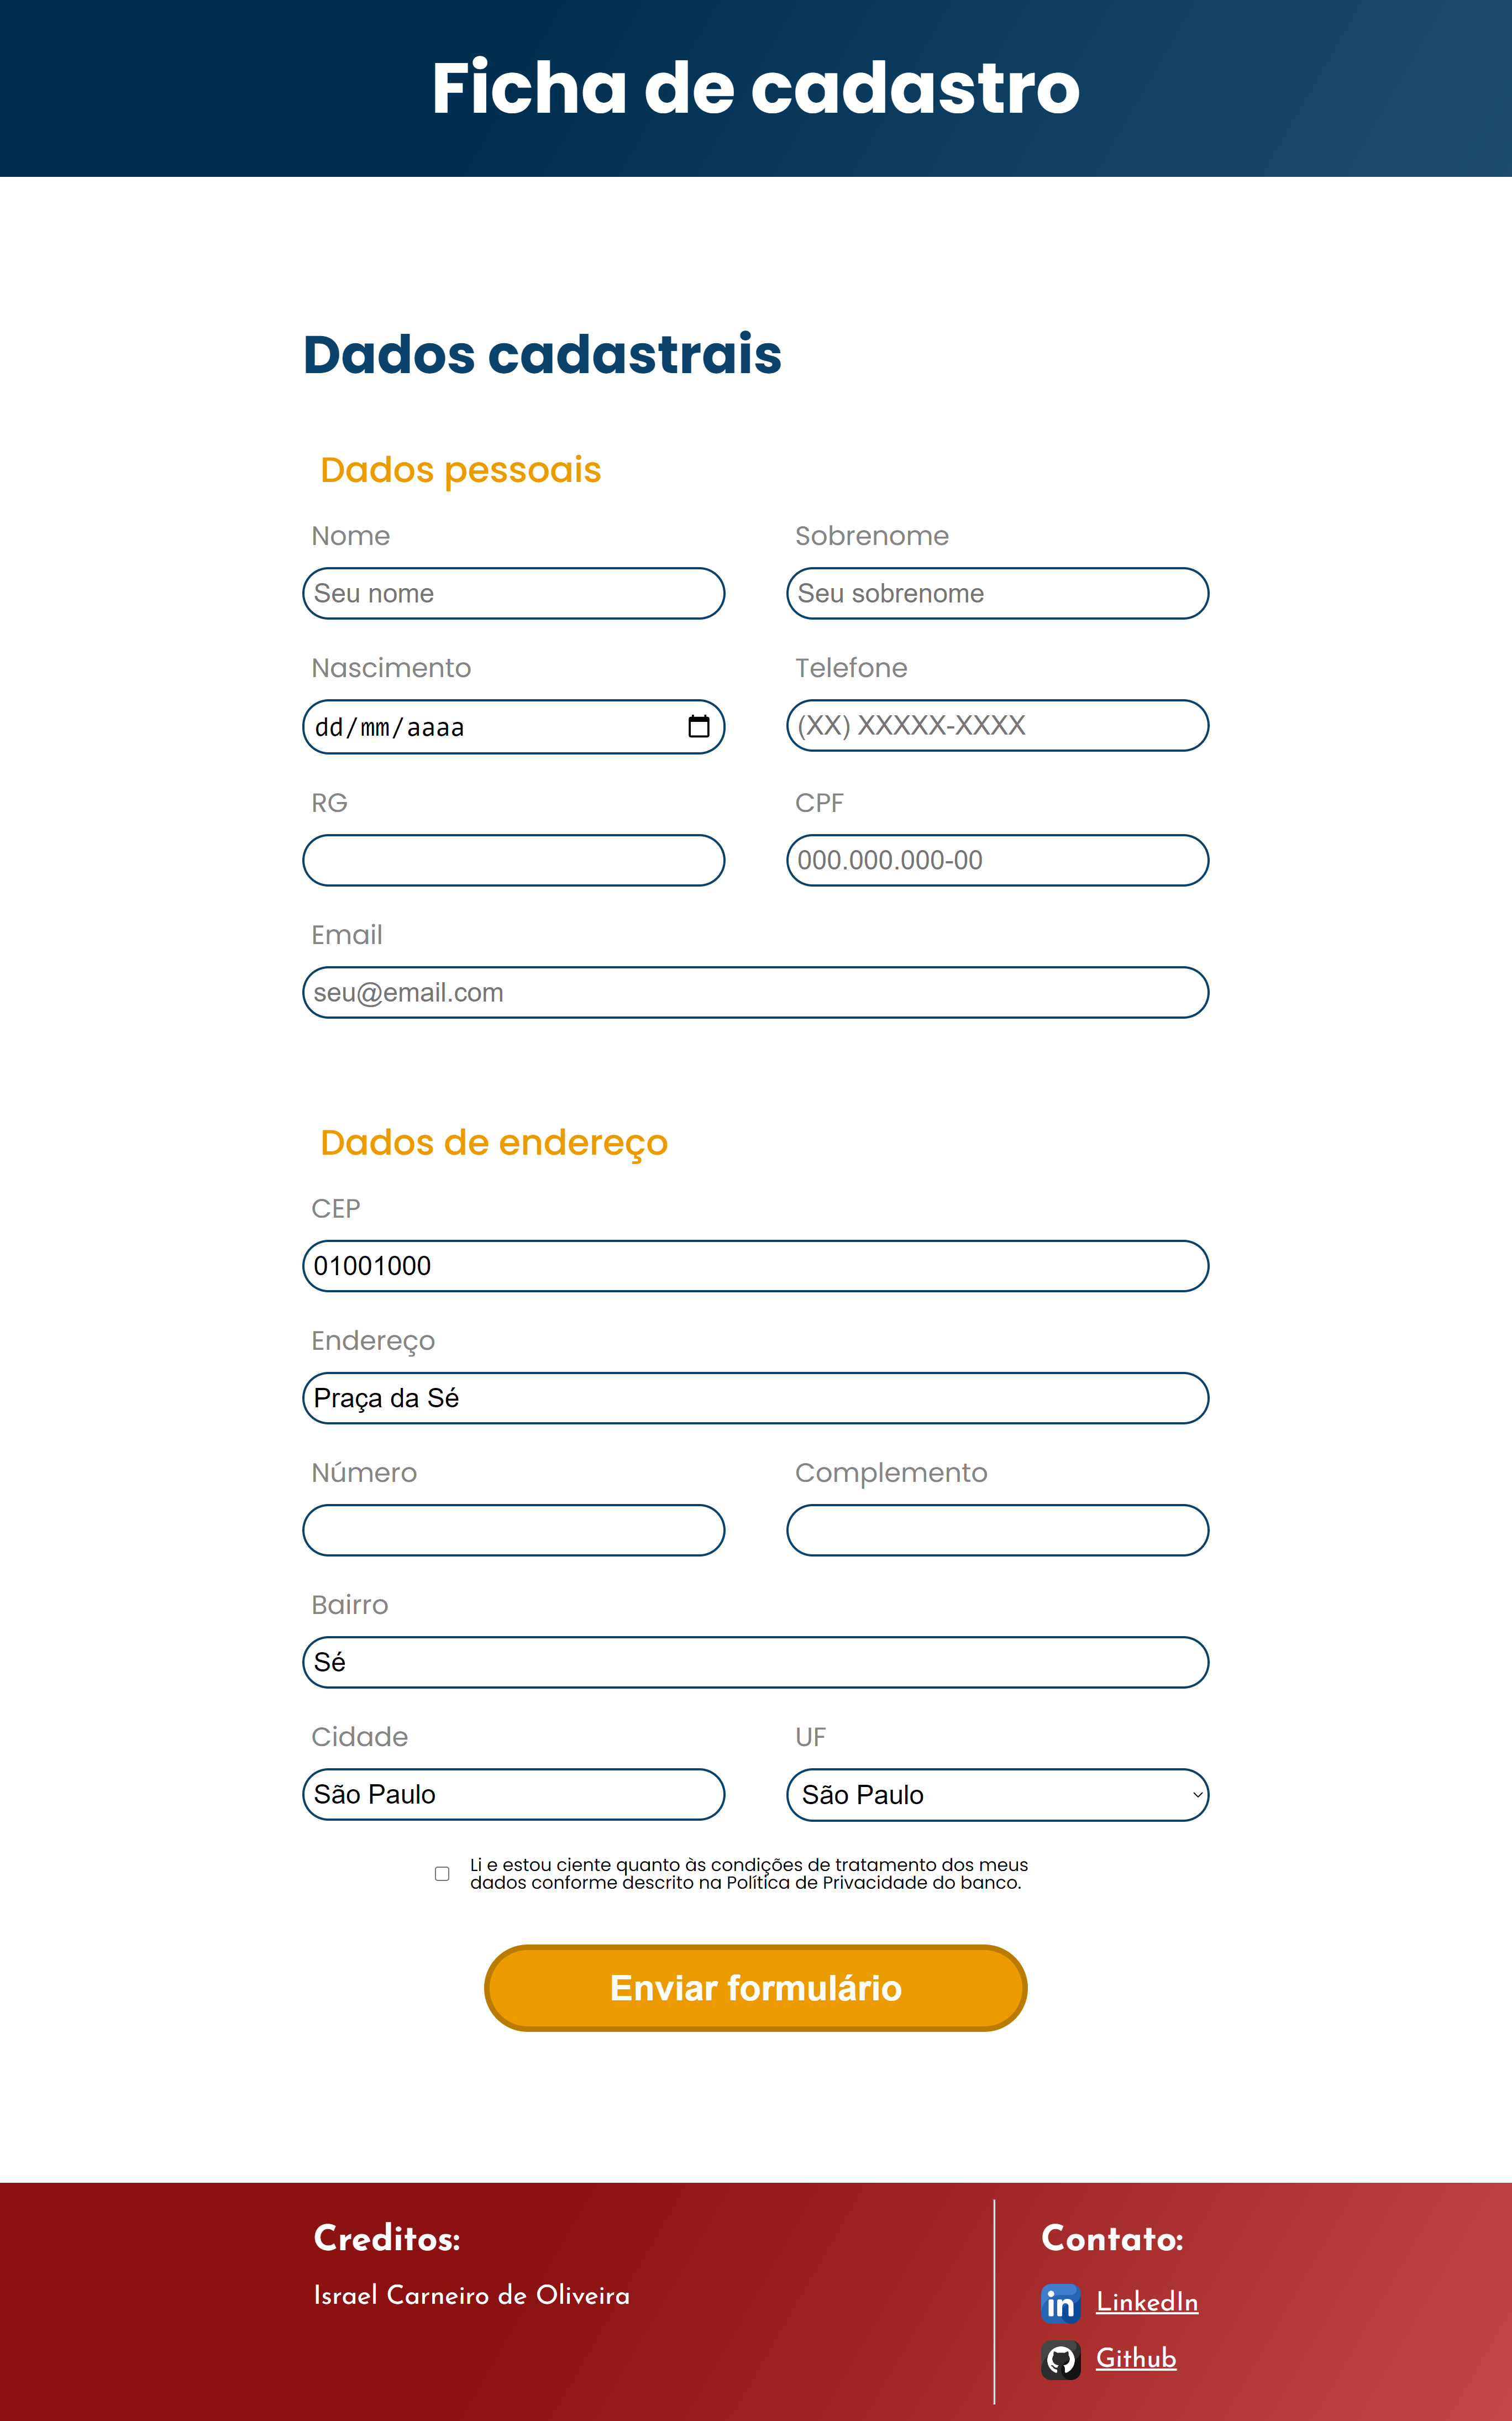 Ficha de cadastro
Dados cadastrais
Dados pessoais
Nome
Sobrenome
Seu nome
Seu sobrenome
Nascimento
Telefone
dd/mm/aaaa
(XX) XXXXX-XXXX
RG
CPF
000.000.000-00
Email
seu@email.com
Dados de endereço
CEP
01001000
Endereço
Praça da Sé
Número
Complemento
Bairro
Sé
Cidade
UF
São Paulo
São Paulo
Li e estou ciente quanto às condições de tratamento dos meus
dados conforme descrito na Política de Privacidade do banco.
Enviar formulário
Creditos:
Israel Carneiro de Oliveira
Contato:
LinkedIn
Github